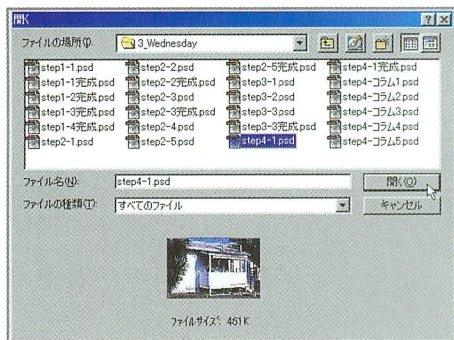 開く
ファイルの場所(I): 3_Wednesday
step1-1.psd step2-2.psd step2-5完成.psd step4-1完成.psd
step1-1完成.psd step2-2完成.psd step3-1.psd step4-コラム1.psd
step1-2完成.psd step2-3.psd step3-2.psd step4-コラム2.psd
step1-3完成.psd step2-3完成.psd step3-3.psd step4-コラム3.psd
step1-4完成.psd step2-4.psd step3-3完成.psd step4-コラム4.psd
step2-1.psd step2-5.psd step4-1.psd step4-コラム5.psd
ファイル名(N): step4-1.psd 開く(O)
ファイルの種類(T): すべてのファイル キャンセル
ファイルサイズ: 461K